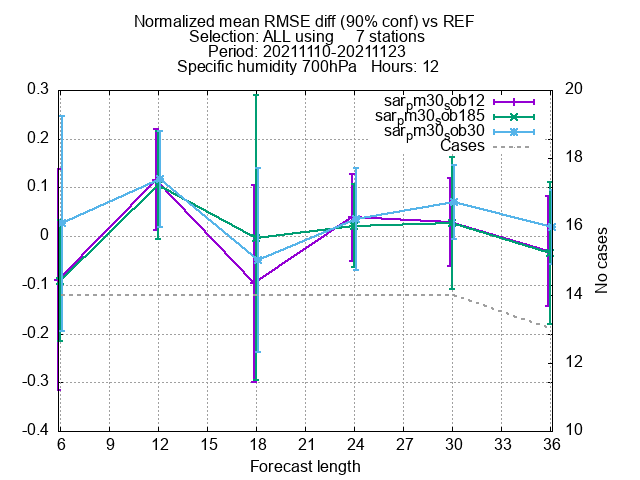 Normalized mean RMSE diff (90% conf) vs REF
Selection: ALL using 7 stations
Period: 20211110-20211123
Specific humidity 700hPa Hours: 12
sar_pm30_sob12
sar_pm30_sob185
sar_pm30_sob30
Cases
0.3
0.2
0.1
0
-0.1
-0.2
-0.3
-0.4
20
18
16
14
12
10
No cases
6 9 12 15 18 21 24 27 30 33 36
Forecast length